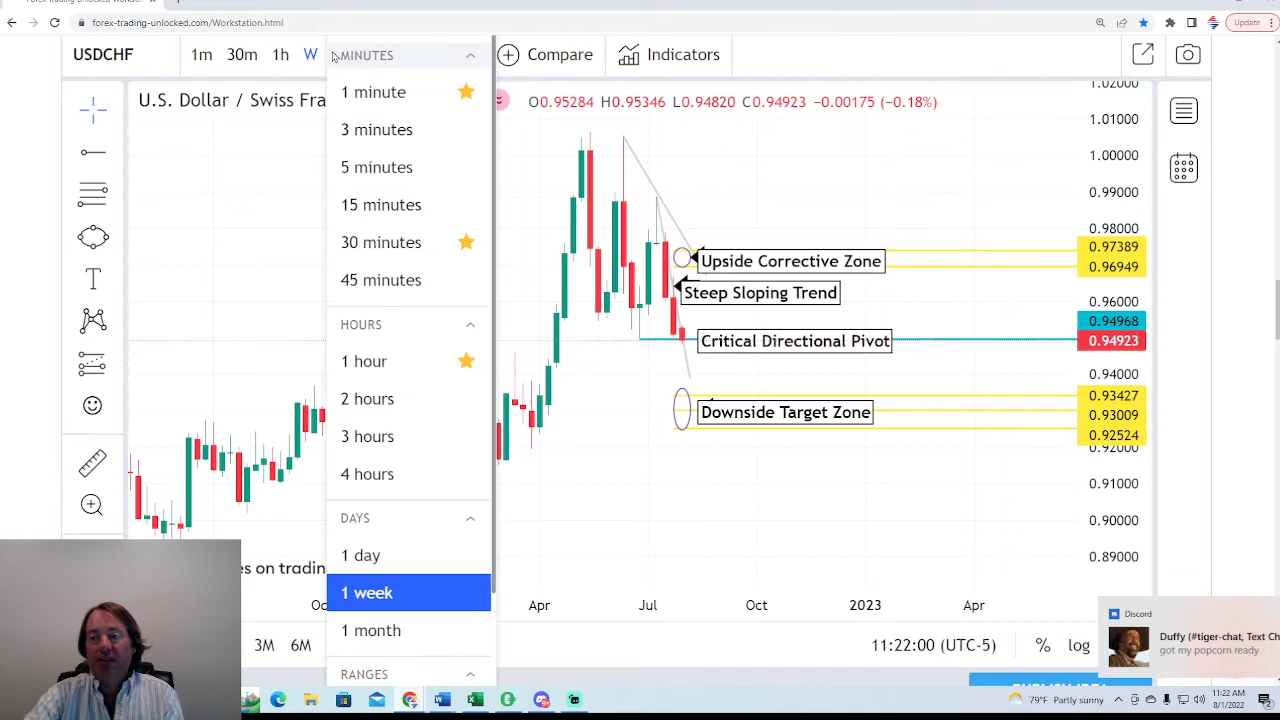 forex-trading-unlocked.com/Workstation.html
Update
USDCHF
1m 30m 1h W
Compare
Indicators
U.S. Dollar / Swiss Fra
O0.95284 H0.95346 L0.94820 C0.94923 −0.00175 (−0.18%)
MINUTES
1 minute
3 minutes
5 minutes
15 minutes
30 minutes
45 minutes
HOURS
1 hour
2 hours
3 hours
4 hours
DAYS
1 day
1 week
1 month
RANGES
Upside Corrective Zone
Steep Sloping Trend
Critical Directional Pivot
Downside Target Zone
1.02000
1.01000
1.00000
0.99000
0.98000
0.97389
0.96949
0.96000
0.94968
0.94923
0.94000
0.93427
0.93009
0.92524
0.92000
0.91000
0.90000
0.89000
es on tradin
Oc
Apr Jul Oct 2023 Apr
3M 6M
11:22:00 (UTC-5) % log
Discord
Duffy (#tiger-chat, Text Ch
got my popcorn ready
79°F Partly sunny
11:22 AM
8/1/2022
2